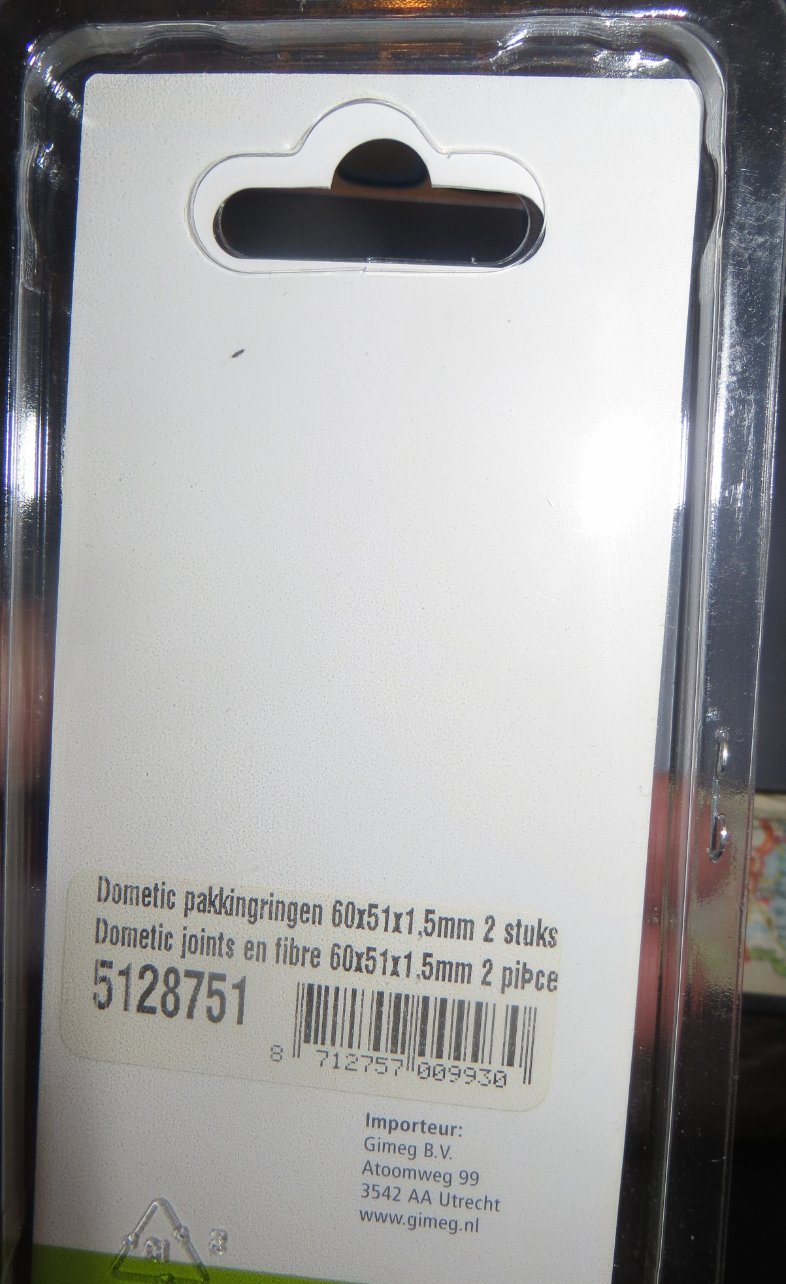 Dometic pakkingringen 60x51x1,5mm 2 stuks
Dometic joints en fibre 60x51x1.5mm 2 piÞce
5128751
8 712757 009930
Importeur:
Gimeg B.V.
Atoomweg 99
3542 AA Utrecht
www.gimeg.nl